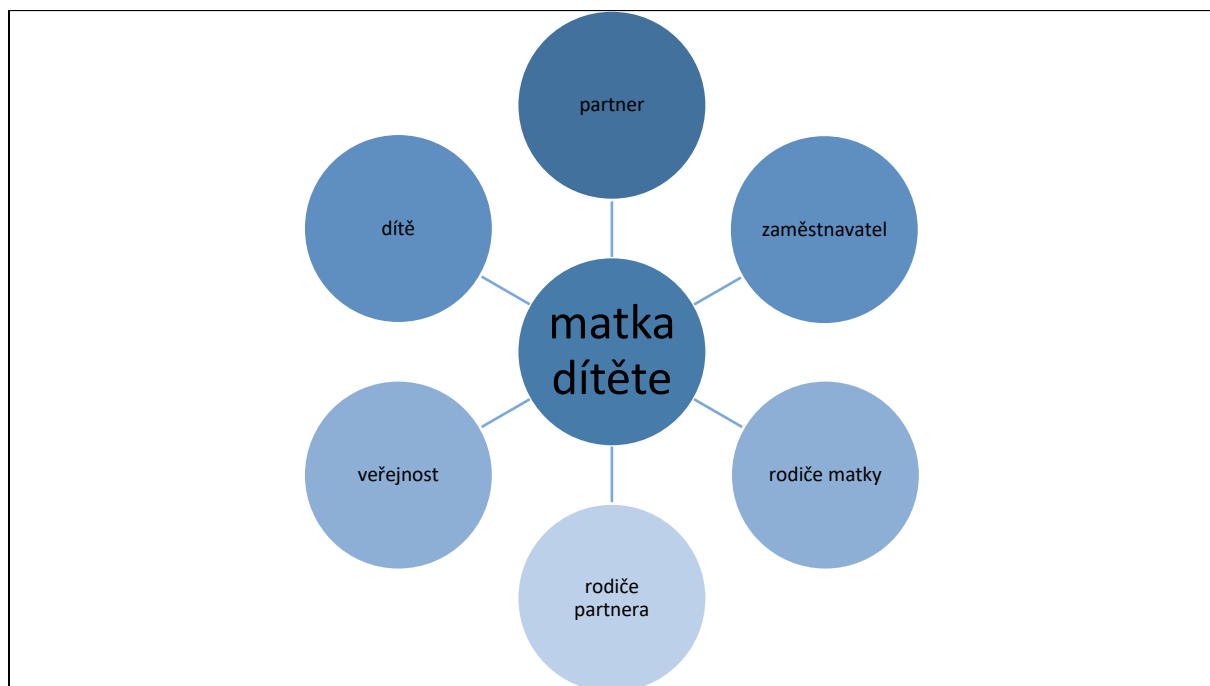 partner
dítě
zaměstnavatel
matka
dítěte
veřejnost
rodiče matky
rodiče
partnera